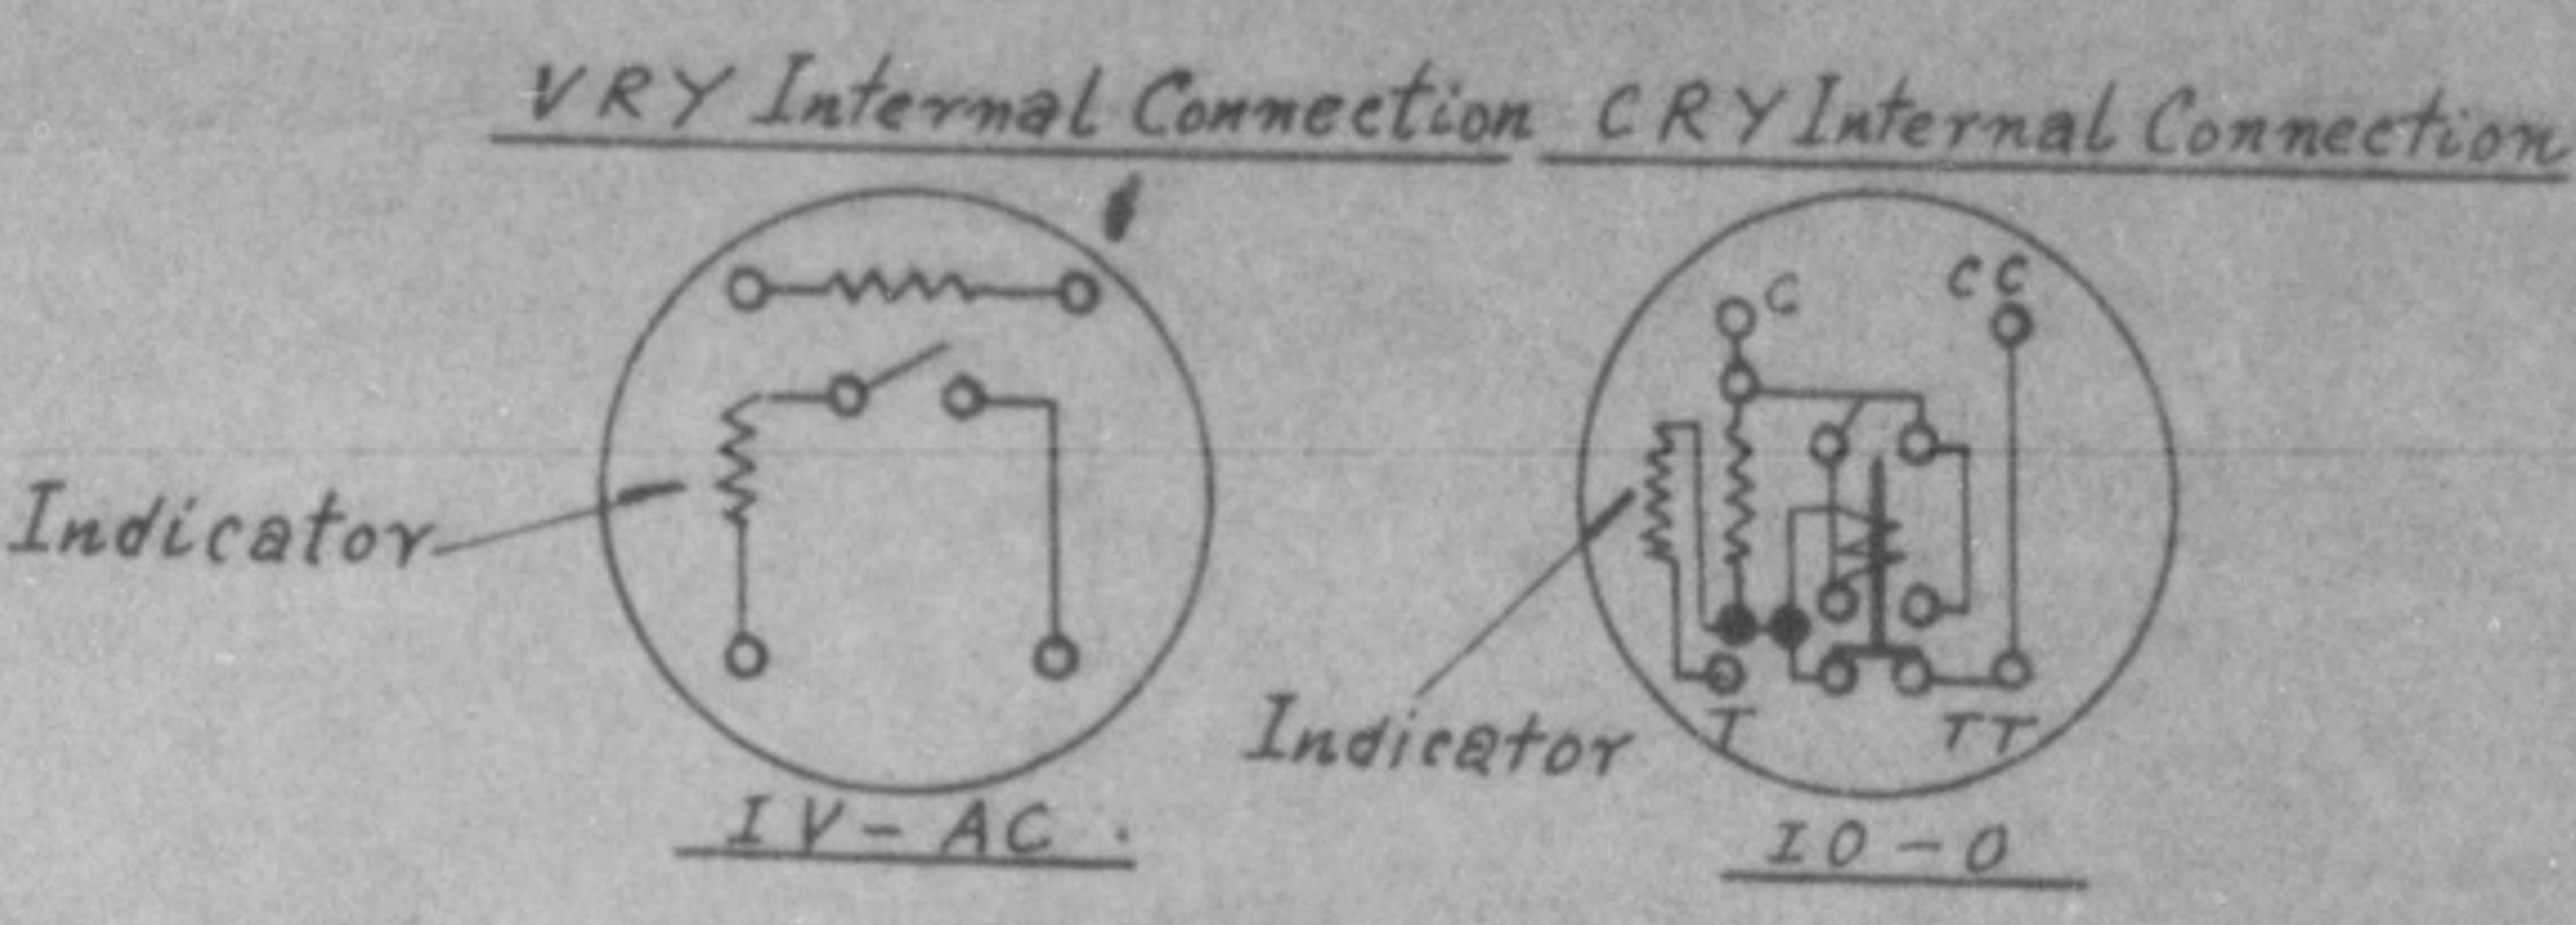 VRY Internal Connection
CRY Internal Connection
C
CC
Indicator
Indicator
T
TT
IV-AC.
IO-O